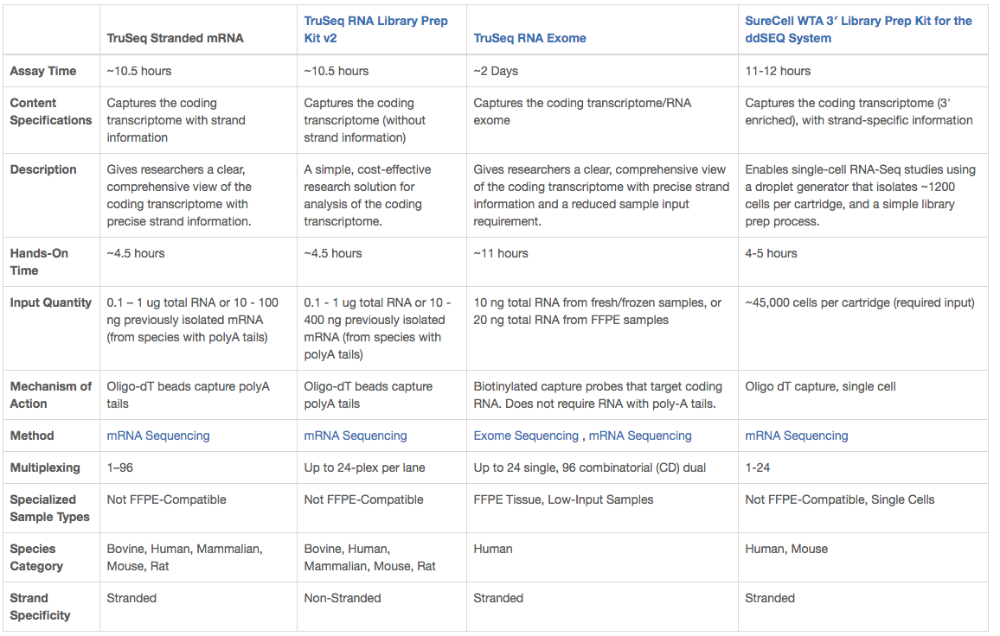 TruSeq Stranded mRNA
TruSeq RNA Library Prep
Kit v2
TruSeq RNA Exome
SureCell WTA 3′ Library Prep Kit for the
ddSEQ System
Assay Time
~10.5 hours
~10.5 hours
~2 Days
11-12 hours
Content
Specifications
Captures the coding
transcriptome with strand
information
Captures the coding
transcriptome (without
strand information)
Captures the coding transcriptome/RNA
exome
Captures the coding transcriptome (3'
enriched), with strand-specific information
Description
Gives researchers a clear,
comprehensive view of the
coding transcriptome with
precise strand information.
A simple, cost-effective
research solution for
analysis of the coding
transcriptome.
Gives researchers a clear, comprehensive view
of the coding transcriptome with precise strand
information and a reduced sample input
requirement.
Enables single-cell RNA-Seq studies using
a droplet generator that isolates ~1200
cells per cartridge, and a simple library
prep process.
Hands-On
Time
~4.5 hours
~4.5 hours
~11 hours
4-5 hours
Input Quantity
0.1 – 1 ug total RNA or 10 - 100
ng previously isolated mRNA
(from species with polyA tails)
0.1 - 1 ug total RNA or 10 -
400 ng previously isolated
mRNA (from species with
polyA tails)
10 ng total RNA from fresh/frozen samples, or
20 ng total RNA from FFPE samples
~45,000 cells per cartridge (required input)
Mechanism of
Action
Oligo-dT beads capture polyA
tails
Oligo-dT beads capture
polyA tails
Biotinylated capture probes that target coding
RNA. Does not require RNA with poly-A tails.
Oligo dT capture, single cell
Method
mRNA Sequencing
mRNA Sequencing
Exome Sequencing , mRNA Sequencing
mRNA Sequencing
Multiplexing
1–96
Up to 24-plex per lane
Up to 24 single, 96 combinatorial (CD) dual
1-24
Specialized
Sample Types
Not FFPE-Compatible
Not FFPE-Compatible
FFPE Tissue, Low-Input Samples
Not FFPE-Compatible, Single Cells
Species
Category
Bovine, Human, Mammalian,
Mouse, Rat
Bovine, Human,
Mammalian, Mouse, Rat
Human
Human, Mouse
Strand
Specificity
Stranded
Non-Stranded
Stranded
Stranded